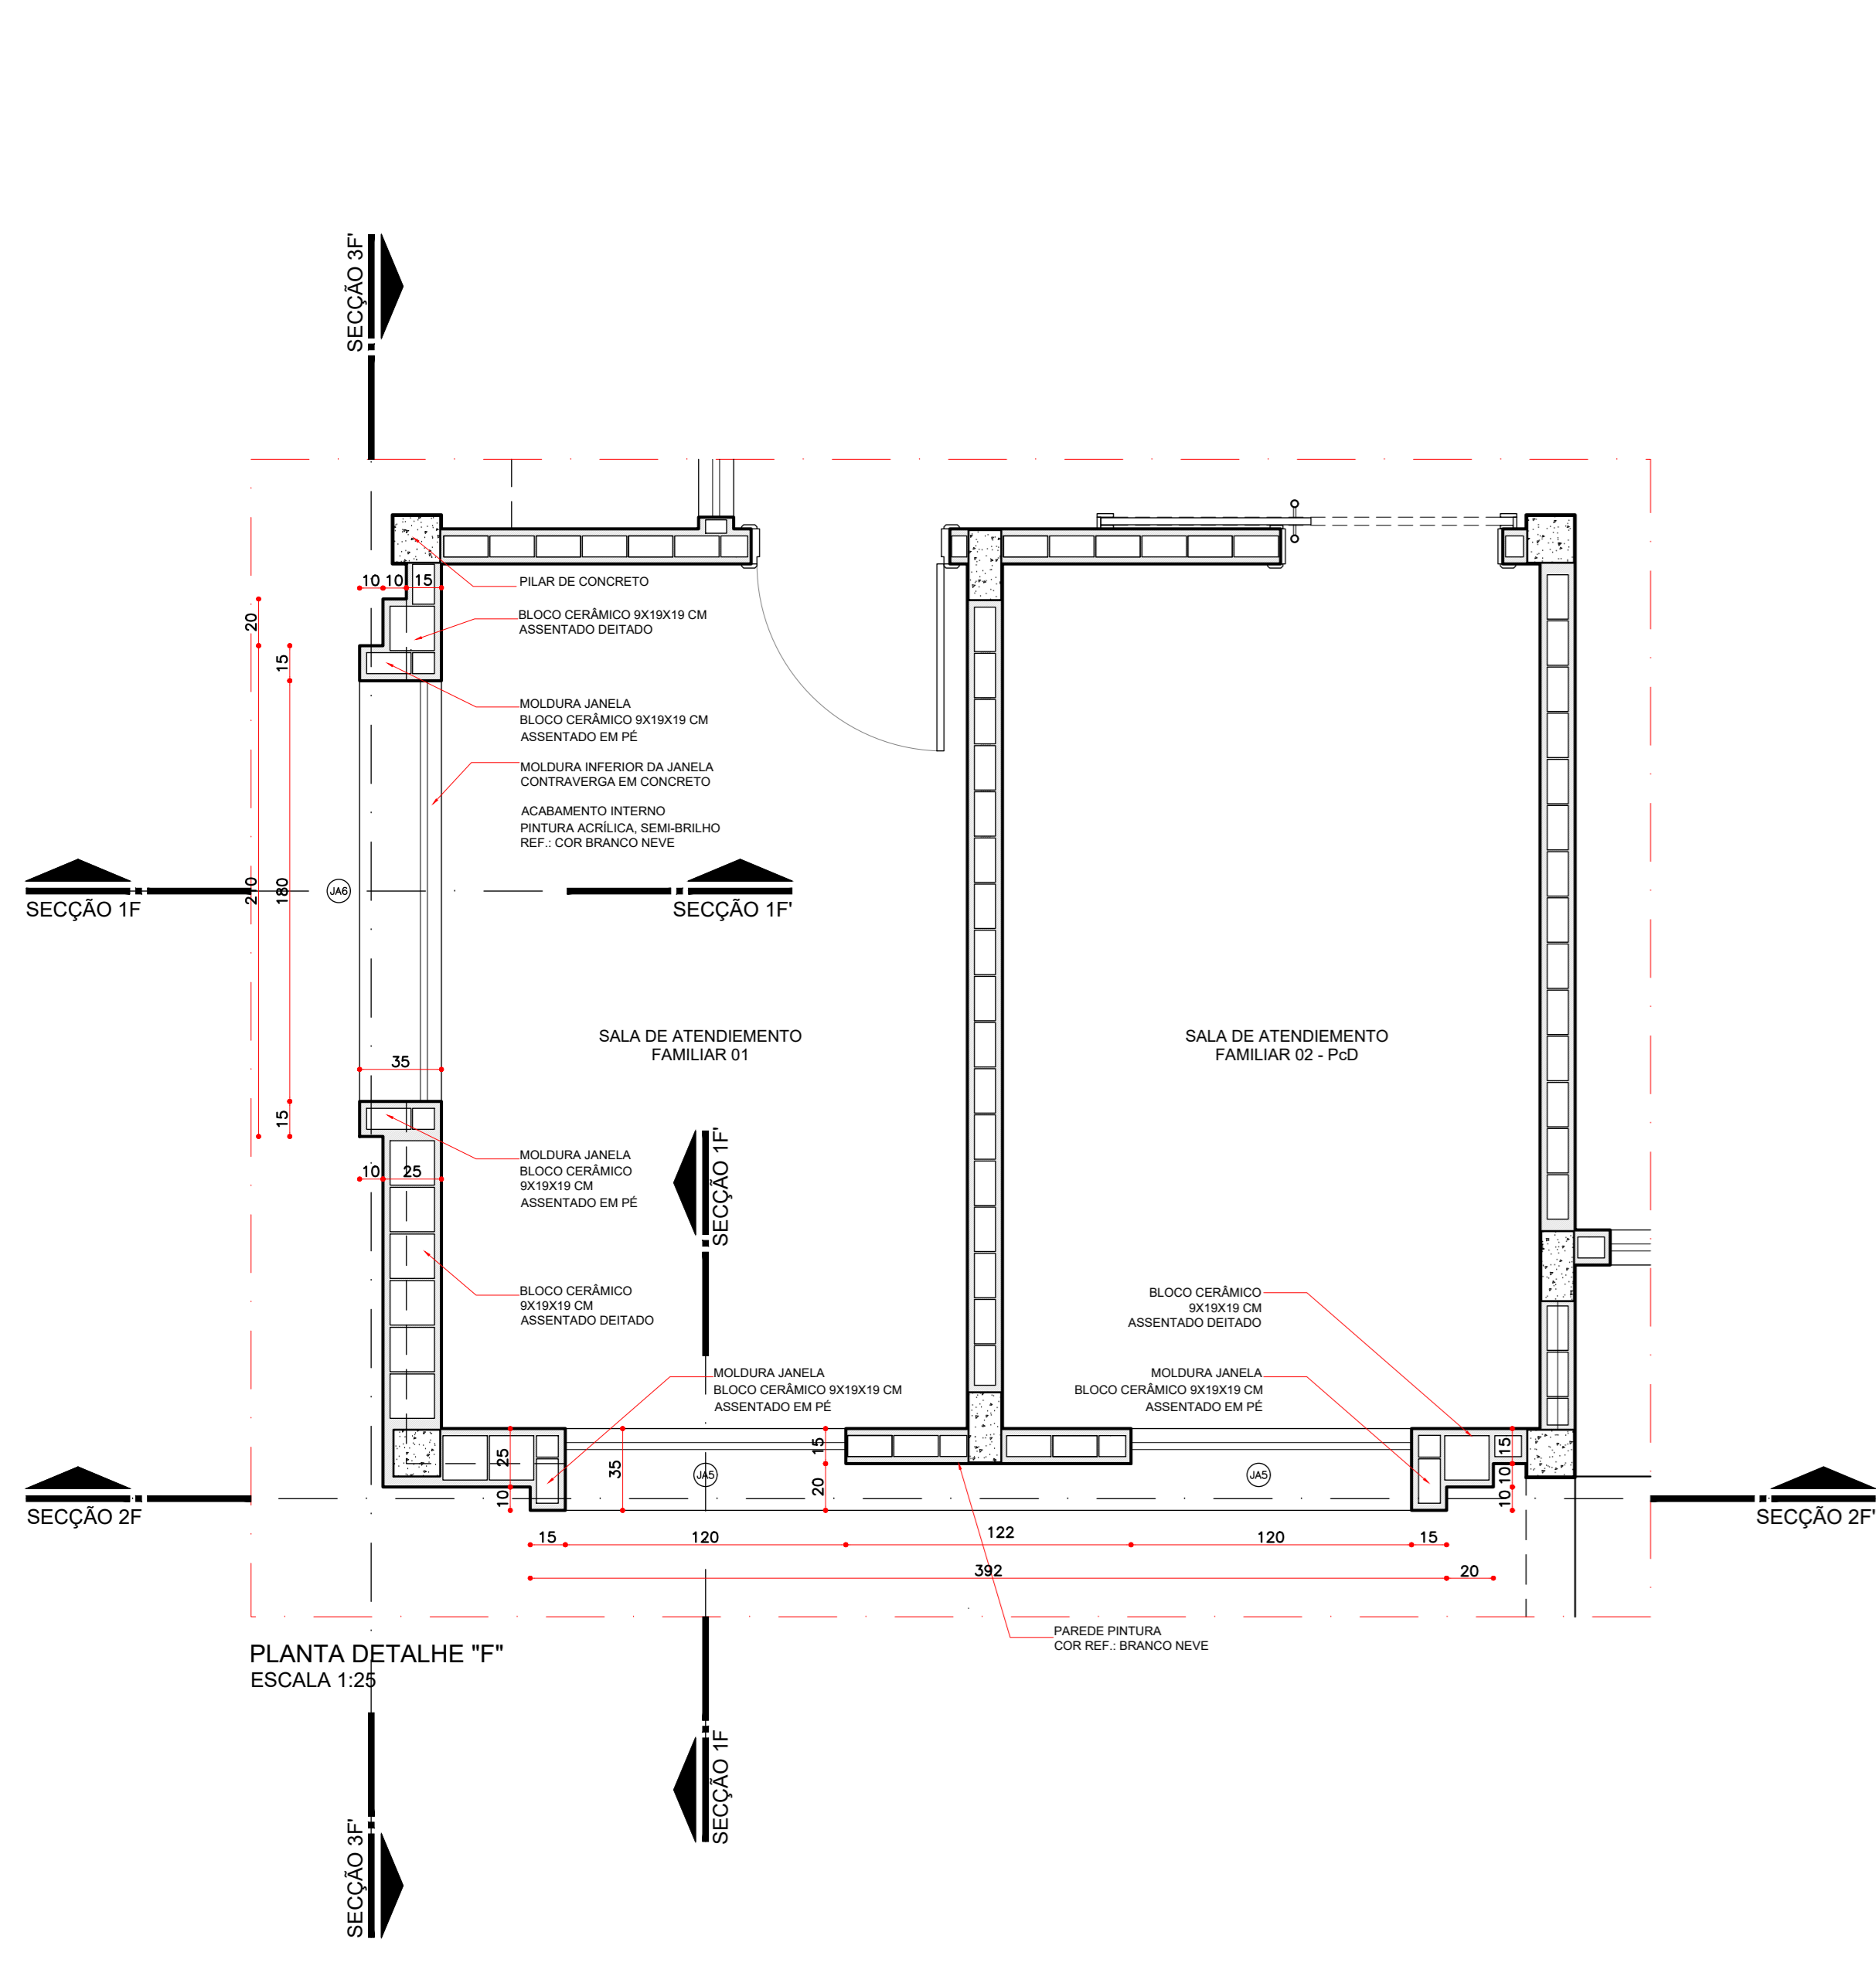 SECÇÃO 3F'
PILAR DE CONCRETO
10 10 15
BLOCO CERÂMICO 9X19X19 CM
ASSENTADO DEITADO
20
15
MOLDURA JANELA
BLOCO CERÂMICO 9X19X19 CM
ASSENTADO EM PÉ
MOLDURA INFERIOR DA JANELA
CONTRAVERGA EM CONCRETO
ACABAMENTO INTERNO
PINTURA ACRÍLICA, SEMI-BRILHO
REF.: COR BRANCO NEVE
210
180
JA6
SECÇÃO 1F
SECÇÃO 1F'
SALA DE ATENDIEMENTO
FAMILIAR 01
SALA DE ATENDIEMENTO
FAMILIAR 02 - PcD
35
15
10 25
MOLDURA JANELA
BLOCO CERÂMICO
9X19X19 CM
ASSENTADO EM PÉ
SECÇÃO 1F'
BLOCO CERÂMICO
9X19X19 CM
ASSENTADO DEITADO
BLOCO CERÂMICO
9X19X19 CM
ASSENTADO DEITADO
MOLDURA JANELA
BLOCO CERÂMICO 9X19X19 CM
ASSENTADO EM PÉ
MOLDURA JANELA
BLOCO CERÂMICO 9X19X19 CM
ASSENTADO EM PÉ
25
10
35
15
20
JA5
JA5
15
10
10
SECÇÃO 2F
SECÇÃO 2F'
15 120 122 120 15
392 20
PAREDE PINTURA
COR REF.: BRANCO NEVE
PLANTA DETALHE "F"
ESCALA 1:25
SECÇÃO 1F
SECÇÃO 3F'